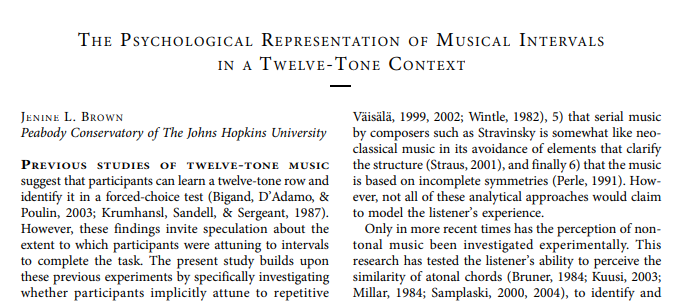 The Psychological Representation of Musical Intervals
in a Twelve-Tone Context
Jenine L. Brown
Peabody Conservatory of The Johns Hopkins University
Previous studies of twelve-tone music
suggest that participants can learn a twelve-tone row and
identify it in a forced-choice test (Bigand, D'Adamo, &
Poulin, 2003; Krumhansl, Sandell, & Sergeant, 1987).
However, these findings invite speculation about the
extent to which participants were attuning to intervals
to complete the task. The present study builds upon
these previous experiments by specifically investigating
whether participants implicitly attune to repetitive
Väisälä, 1999, 2002; Wintle, 1982), 5) that serial music
by composers such as Stravinsky is somewhat like neo-
classical music in its avoidance of elements that clarify
the structure (Straus, 2001), and finally 6) that the music
is based on incomplete symmetries (Perle, 1991). How-
ever, not all of these analytical approaches would claim
to model the listener's experience.
Only in more recent times has the perception of non-
tonal music been investigated experimentally. This
research has tested the listener's ability to perceive the
similarity of atonal chords (Bruner, 1984; Kuusi, 2003;
Millar, 1984; Samplaski, 2000, 2004), to identify and